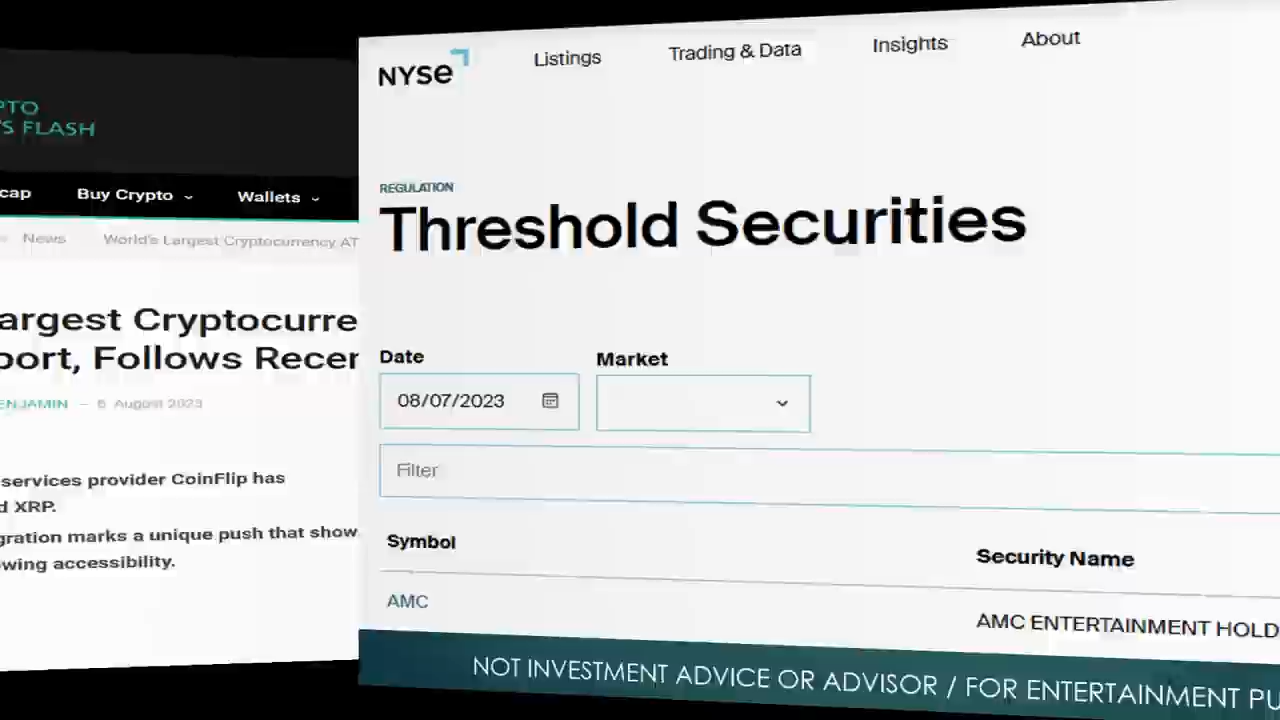 PTO
'S FLASH
cap
Buy Crypto
Wallets
News
World's Largest Cryptocurrency AT
argest Cryptocurre
port, Follows Recen
ENJAMIN – 6 August 2023
services provider CoinFlip has
d XRP.
gration marks a unique push that show
owing accessibility.
NYSE
Listings
Trading & Data
Insights
About
REGULATION
Threshold Securities
Date
Market
08/07/2023
Filter
Symbol
Security Name
AMC
AMC ENTERTAINMENT HOLD
NOT INVESTMENT ADVICE OR ADVISOR / FOR ENTERTAINMENT PU